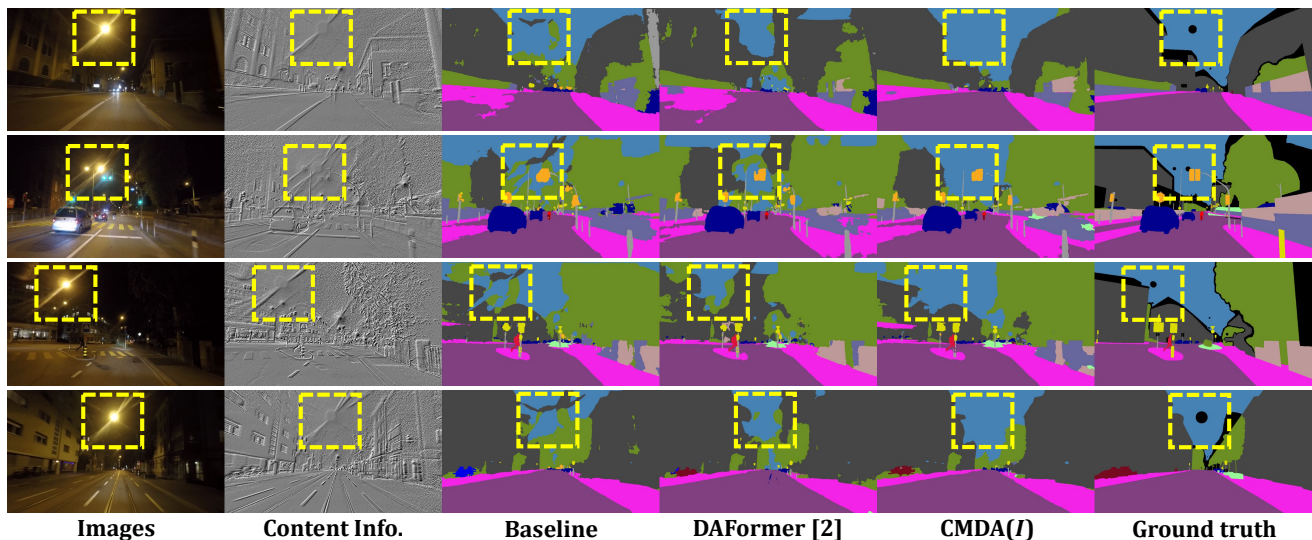 Images Content Info. Baseline DAFormer [2] CMDA(I) Ground truth